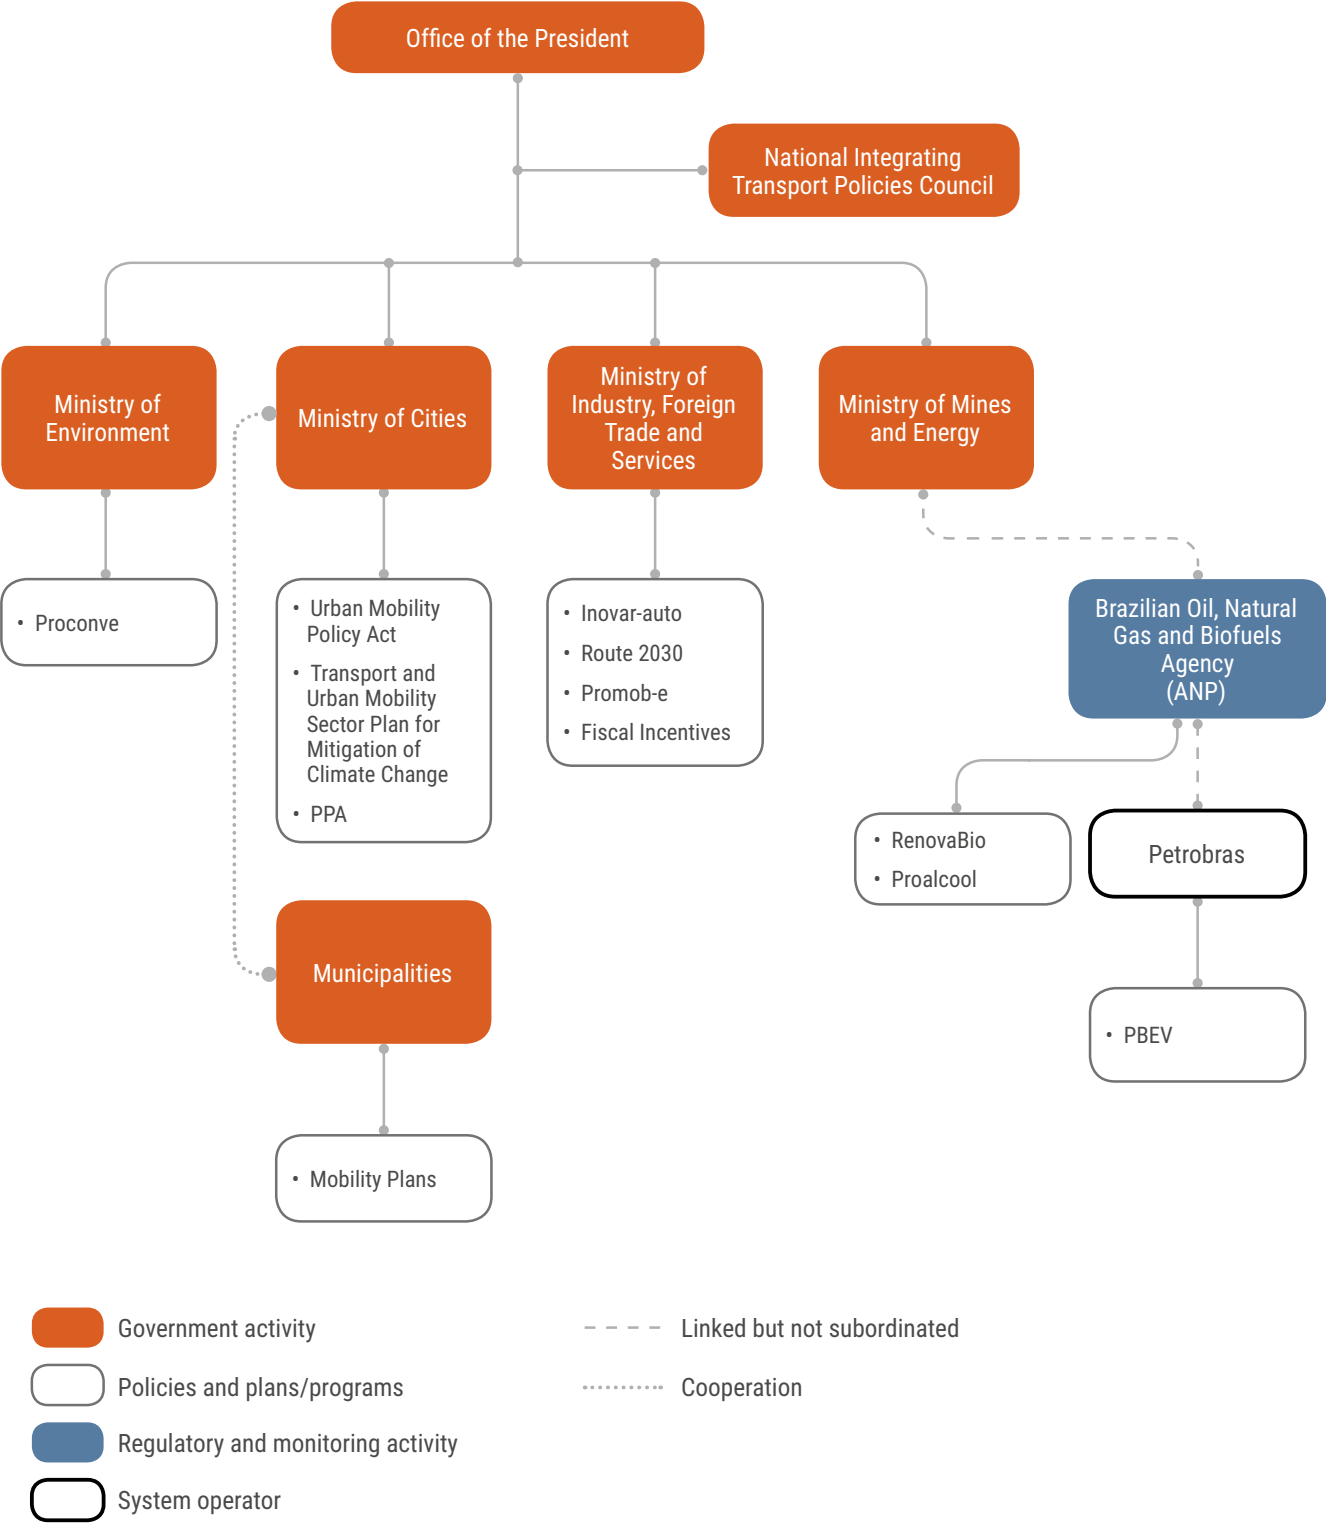 Office of the President
National Integrating
Transport Policies Council
Ministry of
Environment
Ministry of Cities
Ministry of
Industry, Foreign
Trade and
Services
Ministry of Mines
and Energy
• Proconve
• Urban Mobility
Policy Act
• Transport and
Urban Mobility
Sector Plan for
Mitigation of
Climate Change
• PPA
• Inovar-auto
• Route 2030
• Promob-e
• Fiscal Incentives
Brazilian Oil, Natural
Gas and Biofuels
Agency
(ANP)
• RenovaBio
• Proalcool
Petrobras
Municipalities
• PBEV
• Mobility Plans
Government activity
Policies and plans/programs
Regulatory and monitoring activity
System operator
Linked but not subordinated
Cooperation